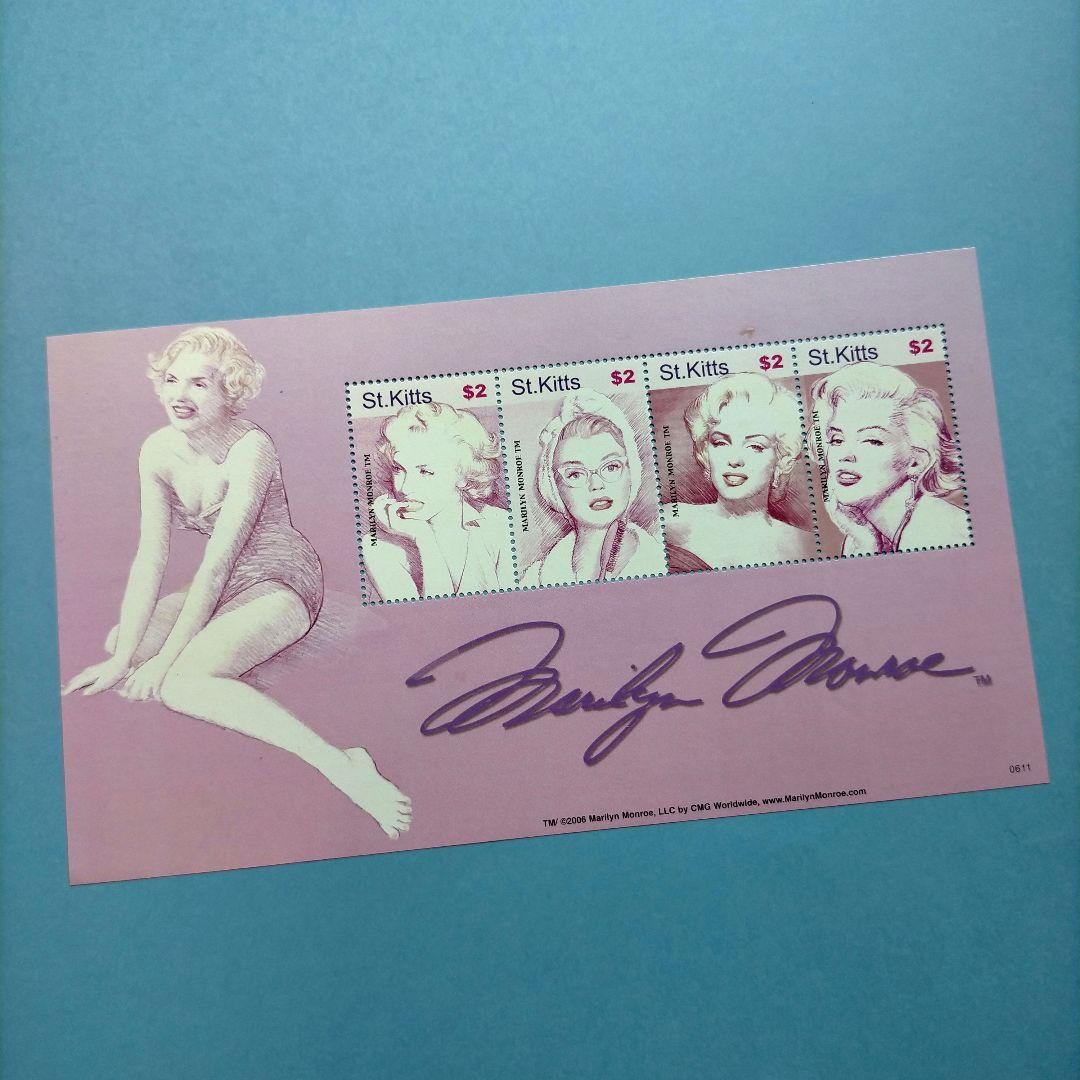 St.Kitts $2
MARILYN MONROE TM
St.Kitts $2
MARILYN MONROE TM
St.Kitts $2
MARILYN MONROE TM
St.Kitts $2
MARILYN MONROE TM
Marilyn Monroe TM
0611
TM/ ©2006 Marilyn Monroe, LLC by CMG Worldwide, www.MarilynMonroe.com